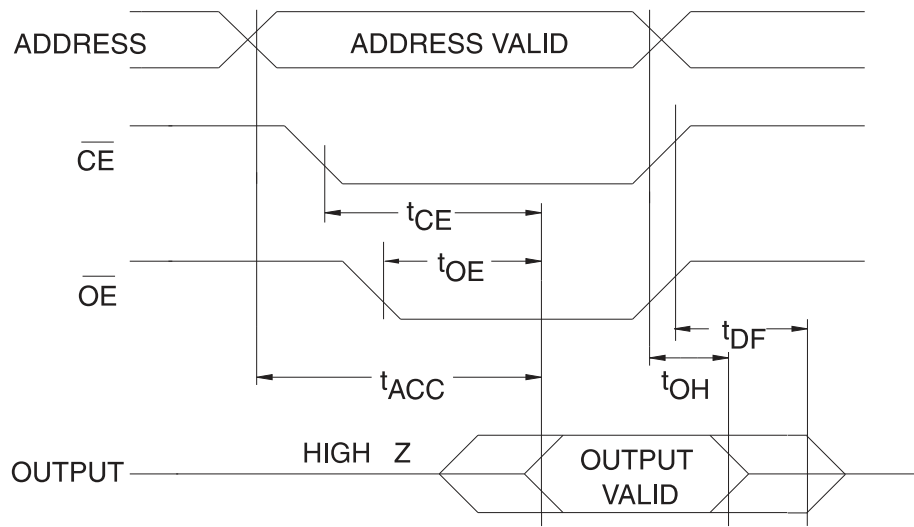 ADDRESS
ADDRESS VALID
CE
tCE
tOE
OE
tDF
tACC
tOH
HIGH Z
OUTPUT
OUTPUT
VALID